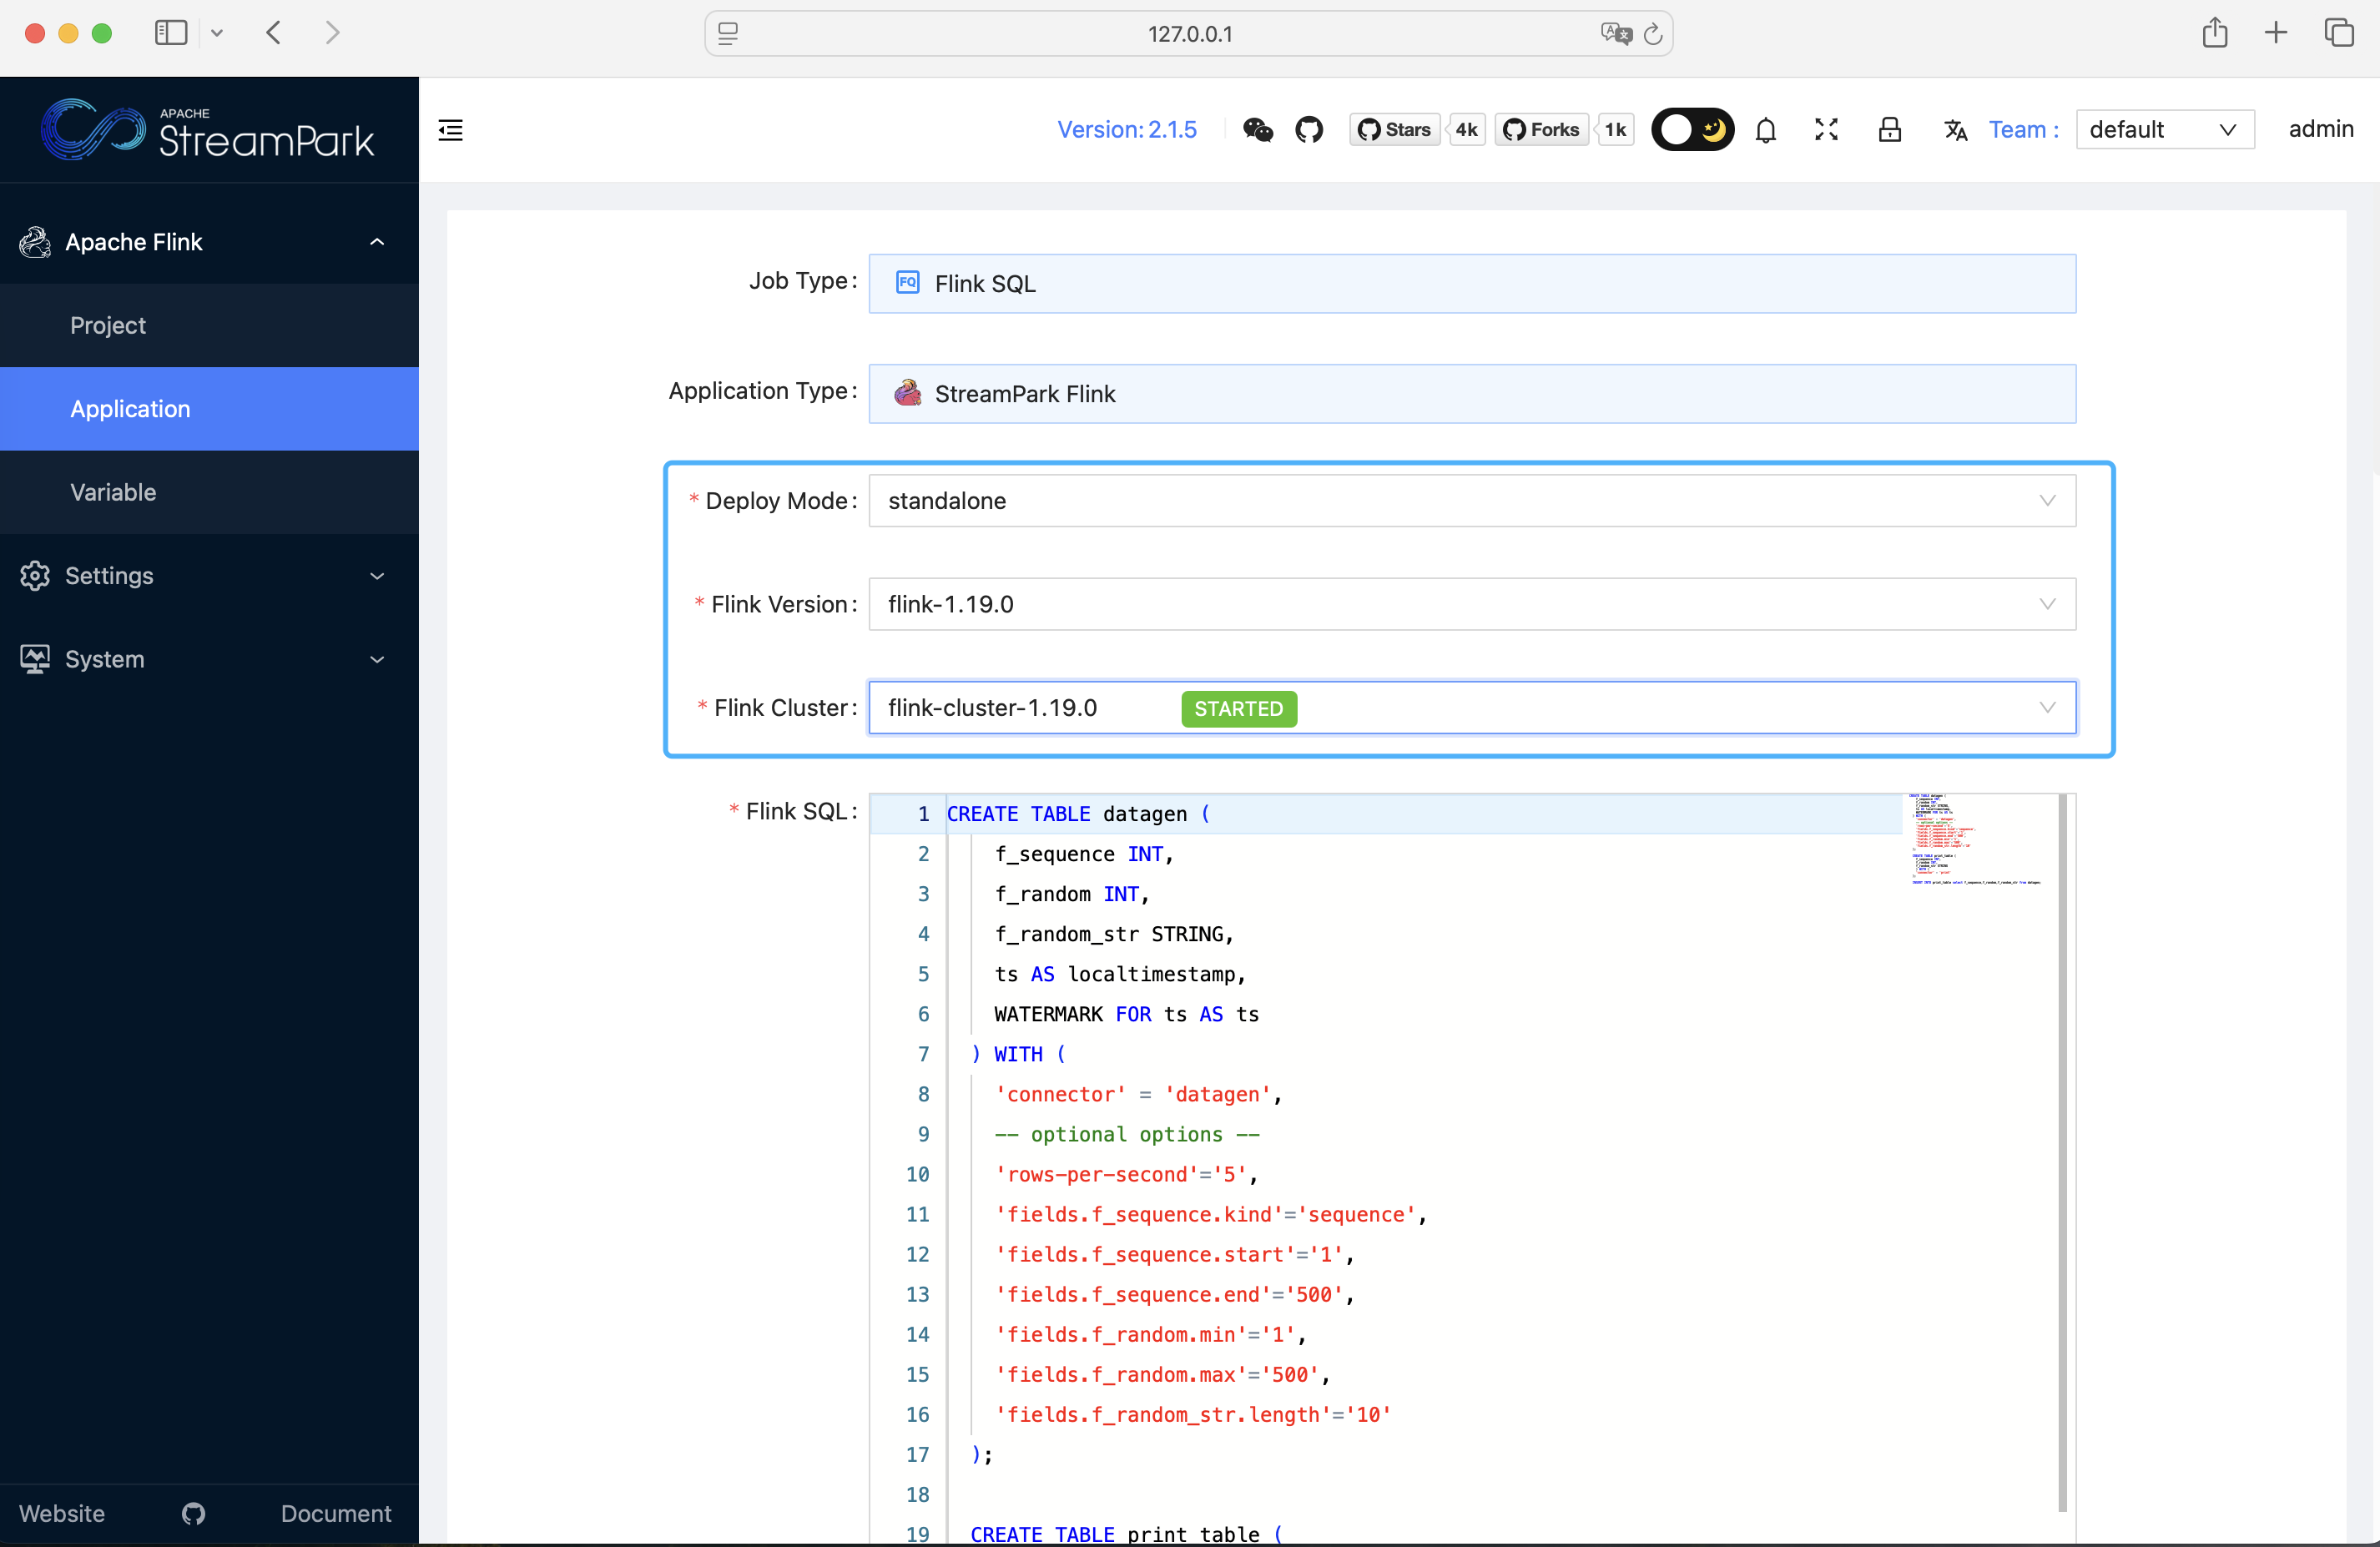 127.0.0.1
APACHE
StreamPark
Version: 2.1.5
Stars
4k
Forks
1k
Team :
default
admin
Apache Flink
Project
Application
Variable
Settings
System
Website
Document
Job Type :
FQ
Flink SQL
Application Type :
StreamPark Flink
* Deploy Mode :
standalone
* Flink Version :
flink-1.19.0
* Flink Cluster :
flink-cluster-1.19.0
STARTED
* Flink SQL :
1 CREATE TABLE datagen (
2 f_sequence INT,
3 f_random INT,
4 f_random_str STRING,
5 ts AS localtimestamp,
6 WATERMARK FOR ts AS ts
7 ) WITH (
8 'connector' = 'datagen',
9 -- optional options --
10 'rows-per-second'='5',
11 'fields.f_sequence.kind'='sequence',
12 'fields.f_sequence.start'='1',
13 'fields.f_sequence.end'='500',
14 'fields.f_random.min'='1',
15 'fields.f_random.max'='500',
16 'fields.f_random_str.length'='10'
17 );
18
19 CREATE TABLE print_table (